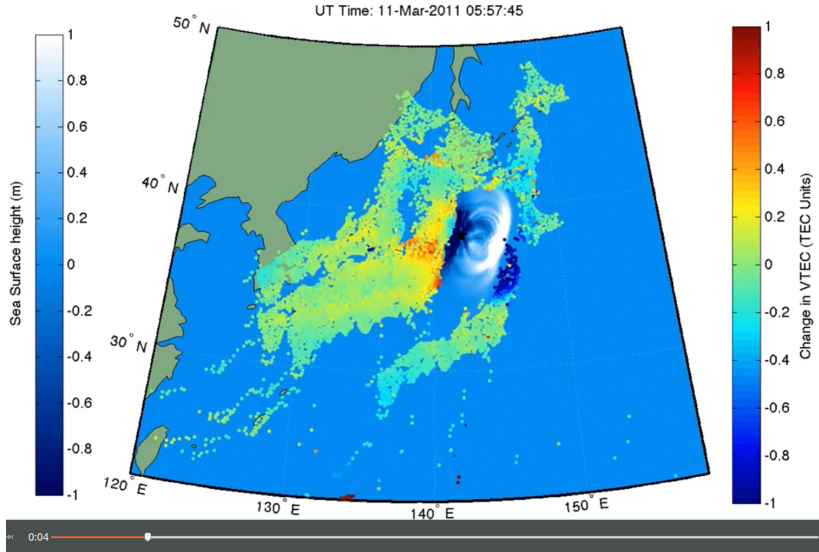 UT Time: 11-Mar-2011 05:57:45
50° N
40° N
30° N
120° E
130° E
140° E
150° E
Sea Surface height (m)
1
0.8
0.6
0.4
0.2
0
-0.2
-0.4
-0.6
-0.8
-1
Change in VTEC (TEC Units)
1
0.8
0.6
0.4
0.2
0
-0.2
-0.4
-0.6
-0.8
-1
0:04